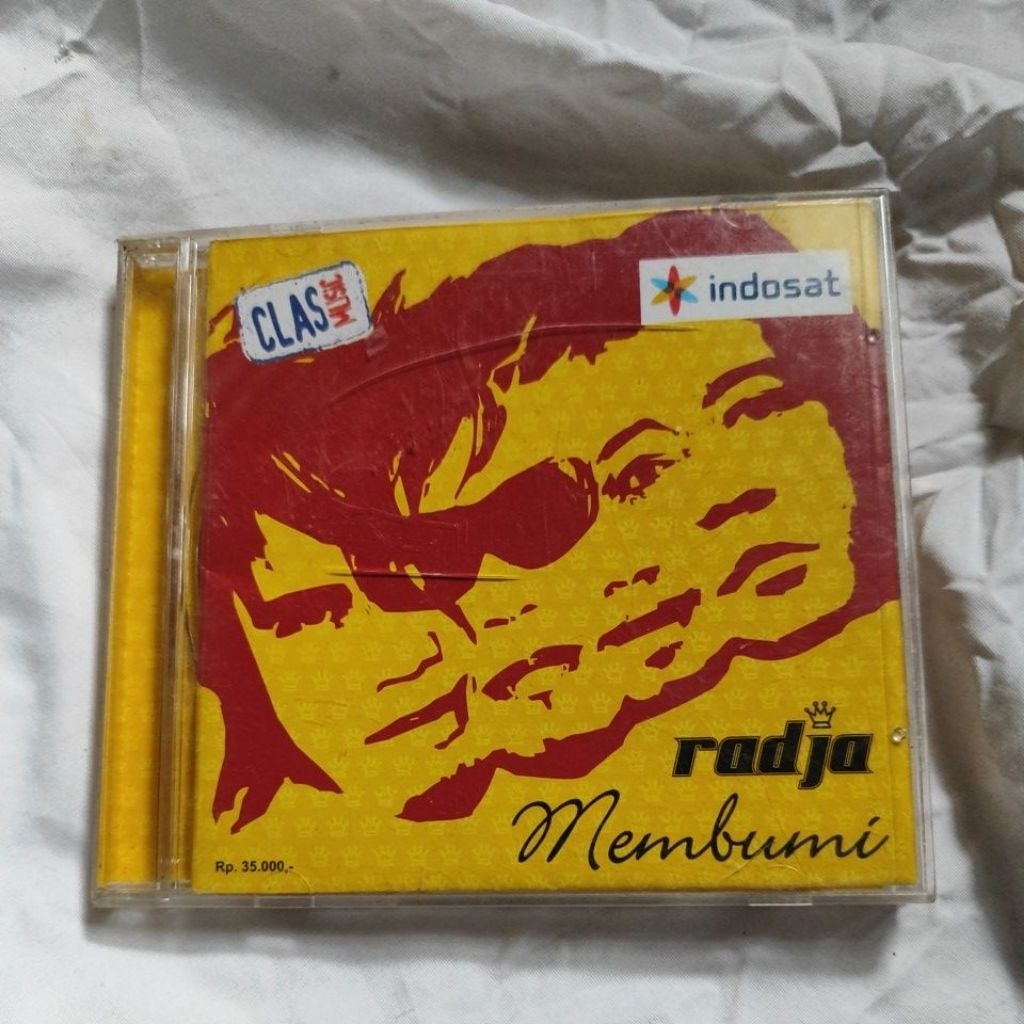 CLAS MUSIC
indosat
radja
Membumi
Rp. 35.000,-